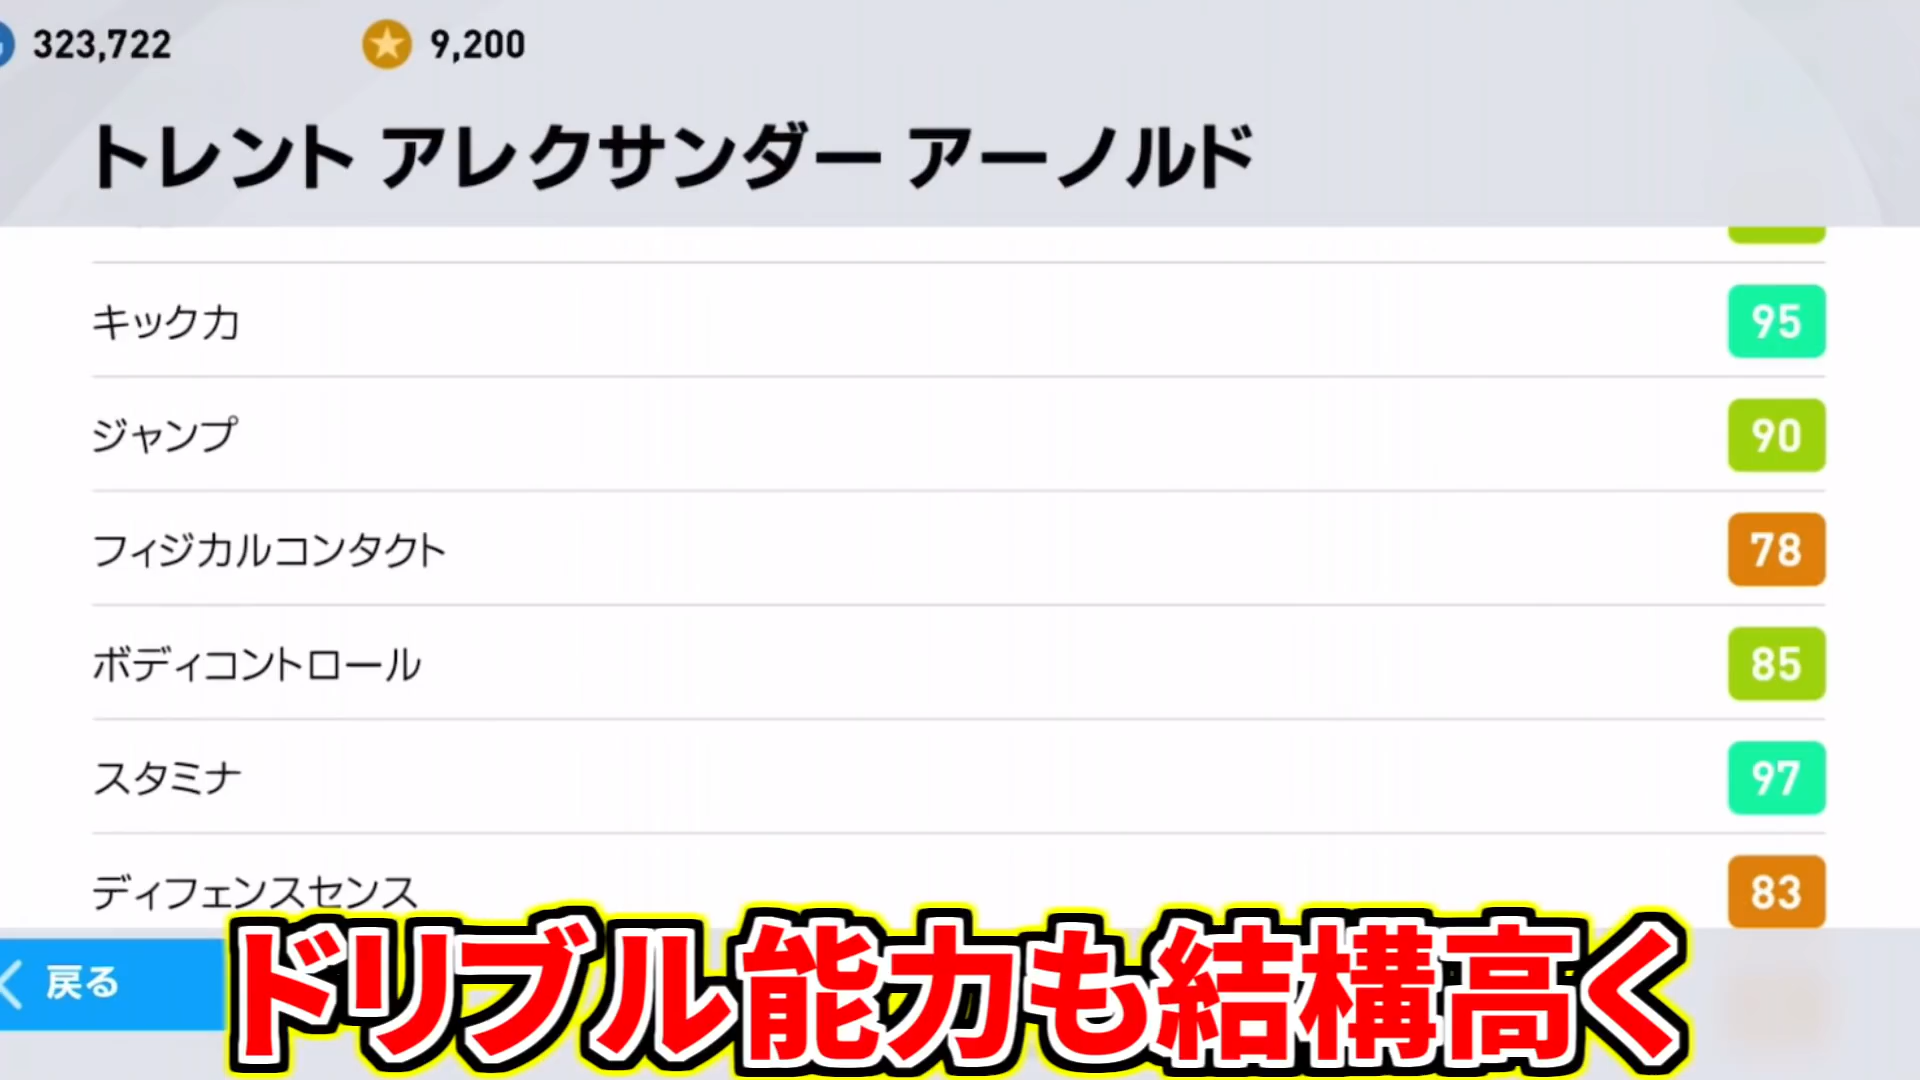 323,722
9,200
トレント アレクサンダー アーノルド
キック力
95
ジャンプ
90
フィジカルコンタクト
78
ボディコントロール
85
スタミナ
97
ディフェンスセンス
83
戻る
ドリブル能力も結構高く